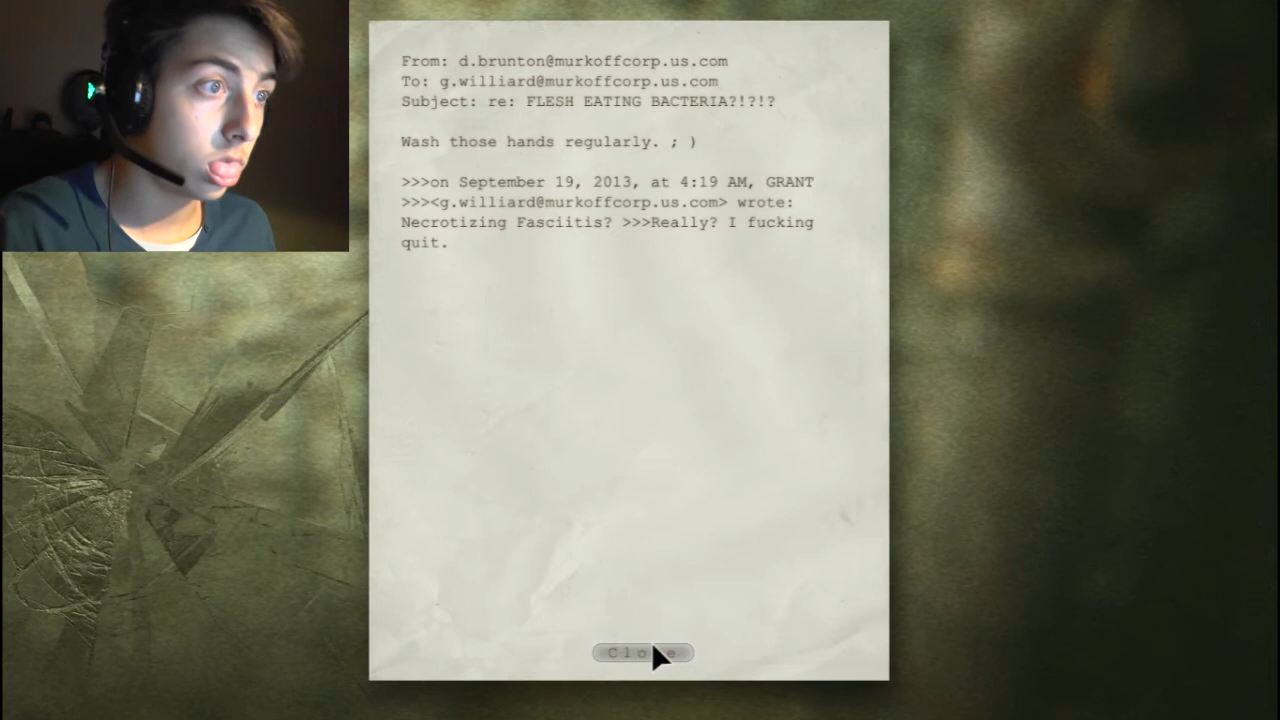 From: d.brunton@murkoffcorp.us.com
To: g.williard@murkoffcorp.us.com
Subject: re: FLESH EATING BACTERIA?!?!?
Wash those hands regularly. ; )
>>>on September 19, 2013, at 4:19 AM, GRANT
>>><g.williard@murkoffcorp.us.com> wrote:
Necrotizing Fasciitis? >>>Really? I fucking
quit.
Close